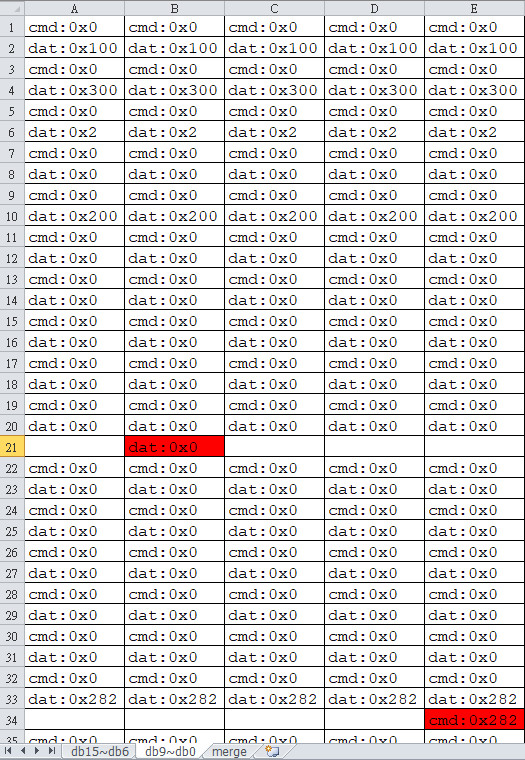 A B C D E
1 cmd:0x0 cmd:0x0 cmd:0x0 cmd:0x0 cmd:0x0
2 dat:0x100 dat:0x100 dat:0x100 dat:0x100 dat:0x100
3 cmd:0x0 cmd:0x0 cmd:0x0 cmd:0x0 cmd:0x0
4 dat:0x300 dat:0x300 dat:0x300 dat:0x300 dat:0x300
5 cmd:0x0 cmd:0x0 cmd:0x0 cmd:0x0 cmd:0x0
6 dat:0x2 dat:0x2 dat:0x2 dat:0x2 dat:0x2
7 cmd:0x0 cmd:0x0 cmd:0x0 cmd:0x0 cmd:0x0
8 dat:0x0 dat:0x0 dat:0x0 dat:0x0 dat:0x0
9 cmd:0x0 cmd:0x0 cmd:0x0 cmd:0x0 cmd:0x0
10 dat:0x200 dat:0x200 dat:0x200 dat:0x200 dat:0x200
11 cmd:0x0 cmd:0x0 cmd:0x0 cmd:0x0 cmd:0x0
12 dat:0x0 dat:0x0 dat:0x0 dat:0x0 dat:0x0
13 cmd:0x0 cmd:0x0 cmd:0x0 cmd:0x0 cmd:0x0
14 dat:0x0 dat:0x0 dat:0x0 dat:0x0 dat:0x0
15 cmd:0x0 cmd:0x0 cmd:0x0 cmd:0x0 cmd:0x0
16 dat:0x0 dat:0x0 dat:0x0 dat:0x0 dat:0x0
17 cmd:0x0 cmd:0x0 cmd:0x0 cmd:0x0 cmd:0x0
18 dat:0x0 dat:0x0 dat:0x0 dat:0x0 dat:0x0
19 cmd:0x0 cmd:0x0 cmd:0x0 cmd:0x0 cmd:0x0
20 dat:0x0 dat:0x0 dat:0x0 dat:0x0 dat:0x0
21 dat:0x0
22 cmd:0x0 cmd:0x0 cmd:0x0 cmd:0x0 cmd:0x0
23 dat:0x0 dat:0x0 dat:0x0 dat:0x0 dat:0x0
24 cmd:0x0 cmd:0x0 cmd:0x0 cmd:0x0 cmd:0x0
25 dat:0x0 dat:0x0 dat:0x0 dat:0x0 dat:0x0
26 cmd:0x0 cmd:0x0 cmd:0x0 cmd:0x0 cmd:0x0
27 dat:0x0 dat:0x0 dat:0x0 dat:0x0 dat:0x0
28 cmd:0x0 cmd:0x0 cmd:0x0 cmd:0x0 cmd:0x0
29 dat:0x0 dat:0x0 dat:0x0 dat:0x0 dat:0x0
30 cmd:0x0 cmd:0x0 cmd:0x0 cmd:0x0 cmd:0x0
31 dat:0x0 dat:0x0 dat:0x0 dat:0x0 dat:0x0
32 cmd:0x0 cmd:0x0 cmd:0x0 cmd:0x0 cmd:0x0
33 dat:0x282 dat:0x282 dat:0x282 dat:0x282 dat:0x282
34 cmd:0x282
35 cmd:0x0 cmd:0x0 cmd:0x0 cmd:0x0 cmd:0x0
db15~db6 db9~db0 merge